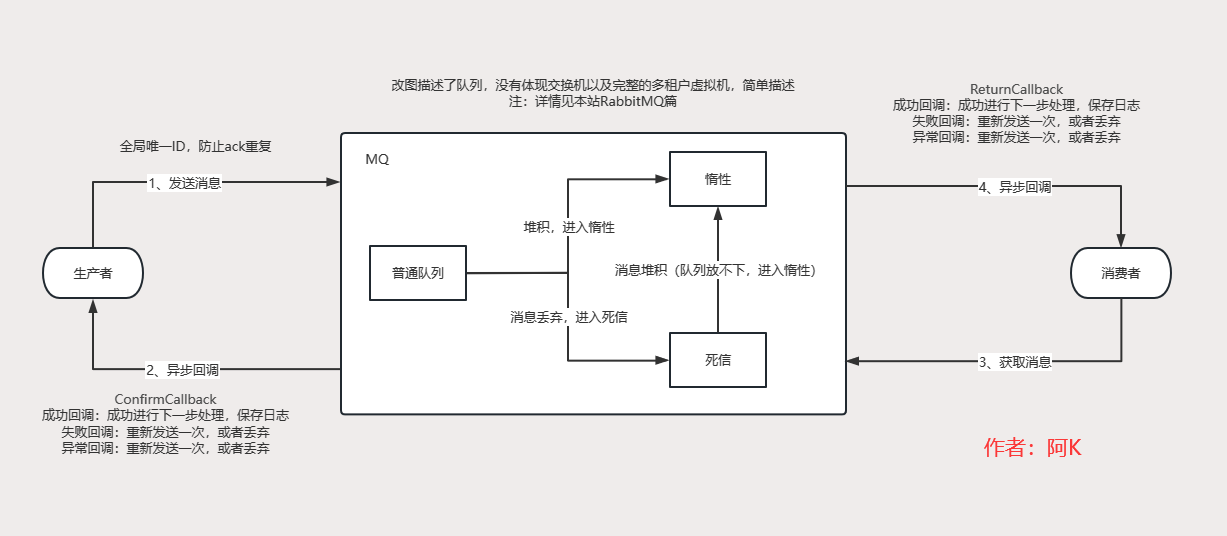 改图描述了队列，没有体现交换机以及完整的多租户虚拟机，简单描述
注：详情见本站RabbitMQ篇
ReturnCallback
成功回调：成功进行下一步处理，保存日志
失败回调：重新发送一次，或者丢弃
异常回调：重新发送一次，或者丢弃
全局唯一ID，防止ack重复
MQ
1、发送消息
惰性
4、异步回调
堆积，进入惰性
生产者
普通队列
消息堆积（队列放不下，进入惰性）
消费者
消息丢弃，进入死信
死信
3、获取消息
2、异步回调
ConfirmCallback
成功回调：成功进行下一步处理，保存日志
失败回调：重新发送一次，或者丢弃
异常回调：重新发送一次，或者丢弃
作者：阿K